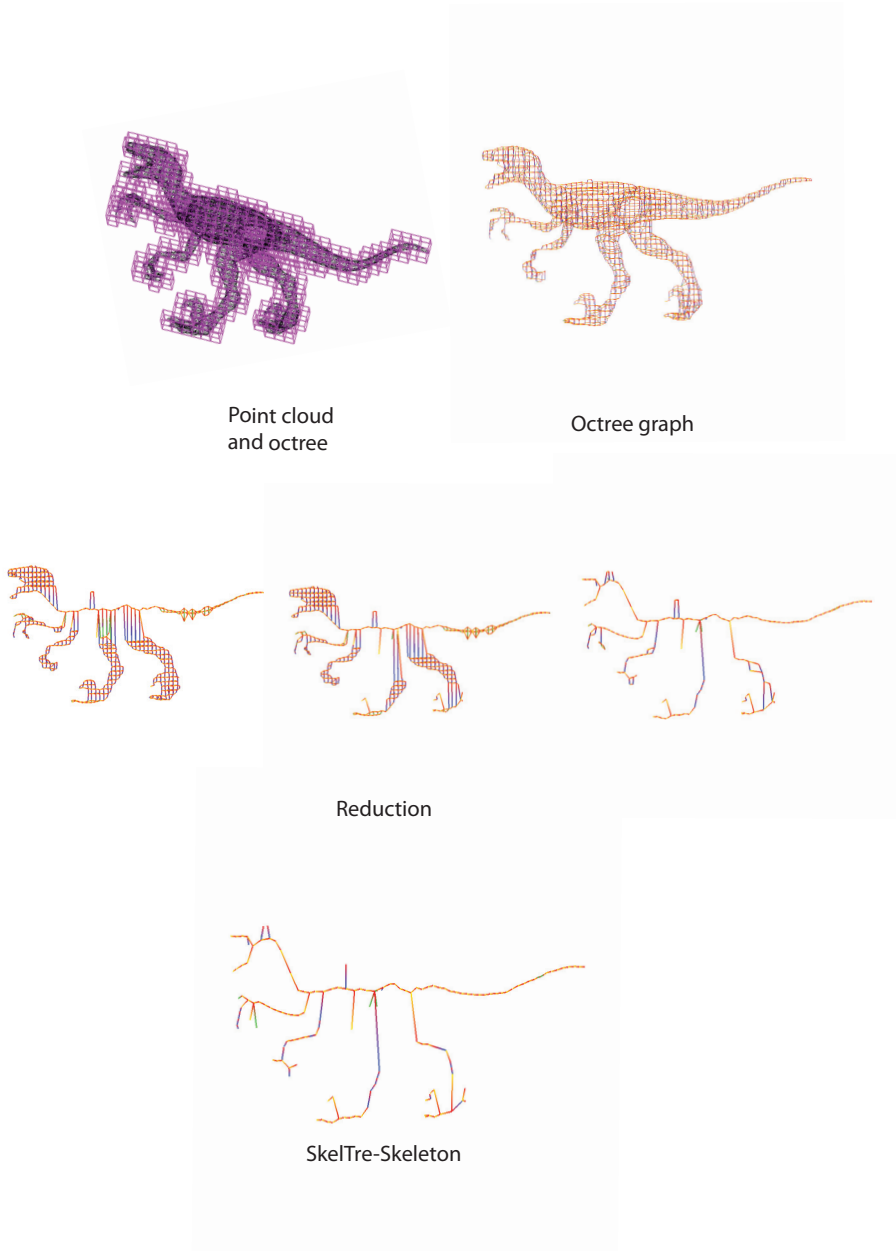 Point cloud
and octree
Octree graph
Reduction
SkelTre-Skeleton